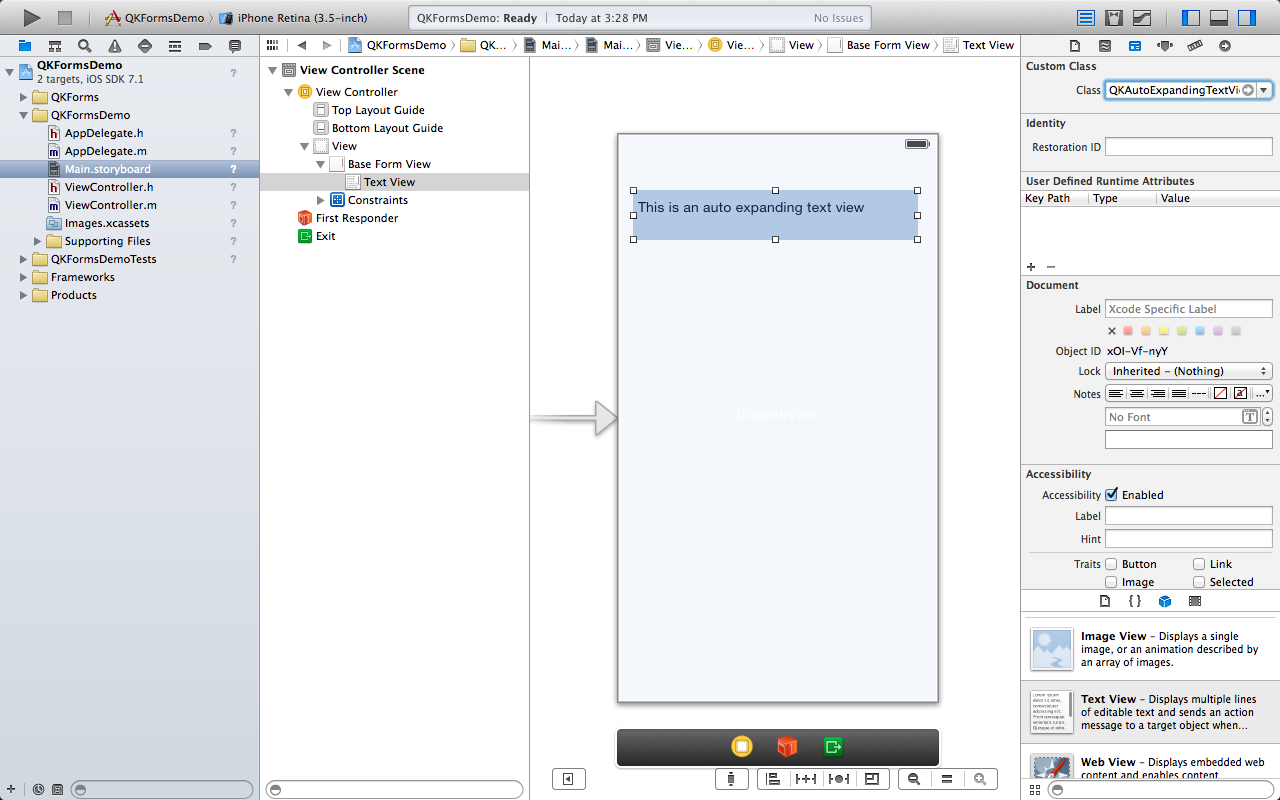 QKFormsDemo
iPhone Retina (3.5-inch)
QKFormsDemo: Ready
Today at 3:28 PM
No Issues
QKFormsDemo
QK...
Mai...
Mai...
Vie...
Vie...
View
Base Form View
Text View
QKFormsDemo
2 targets, iOS SDK 7.1
?
QKForms
QKFormsDemo
h AppDelegate.h ?
m AppDelegate.m ?
Main.storyboard ?
h ViewController.h ?
m ViewController.m ?
Images.xcassets ?
Supporting Files ?
QKFormsDemoTests ?
Frameworks
Products
View Controller Scene
View Controller
Top Layout Guide
Bottom Layout Guide
View
Base Form View
Text View
Constraints
First Responder
Exit
This is an auto expanding text view
UIScrollView
Custom Class
Class QKAutoExpandingTextVi
Identity
Restoration ID
User Defined Runtime Attributes
Key Path Type Value
Document
Label Xcode Specific Label
Object ID xOI-Vf-nyY
Lock Inherited - (Nothing)
Notes
No Font T
Accessibility
Accessibility Enabled
Label
Hint
Traits Button Link
Image Selected
{ }
Image View - Displays a single
image, or an animation described by
an array of images.
Text View - Displays multiple lines
of editable text and sends an action
message to a target object when...
Web View - Displays embedded web
content and enables content